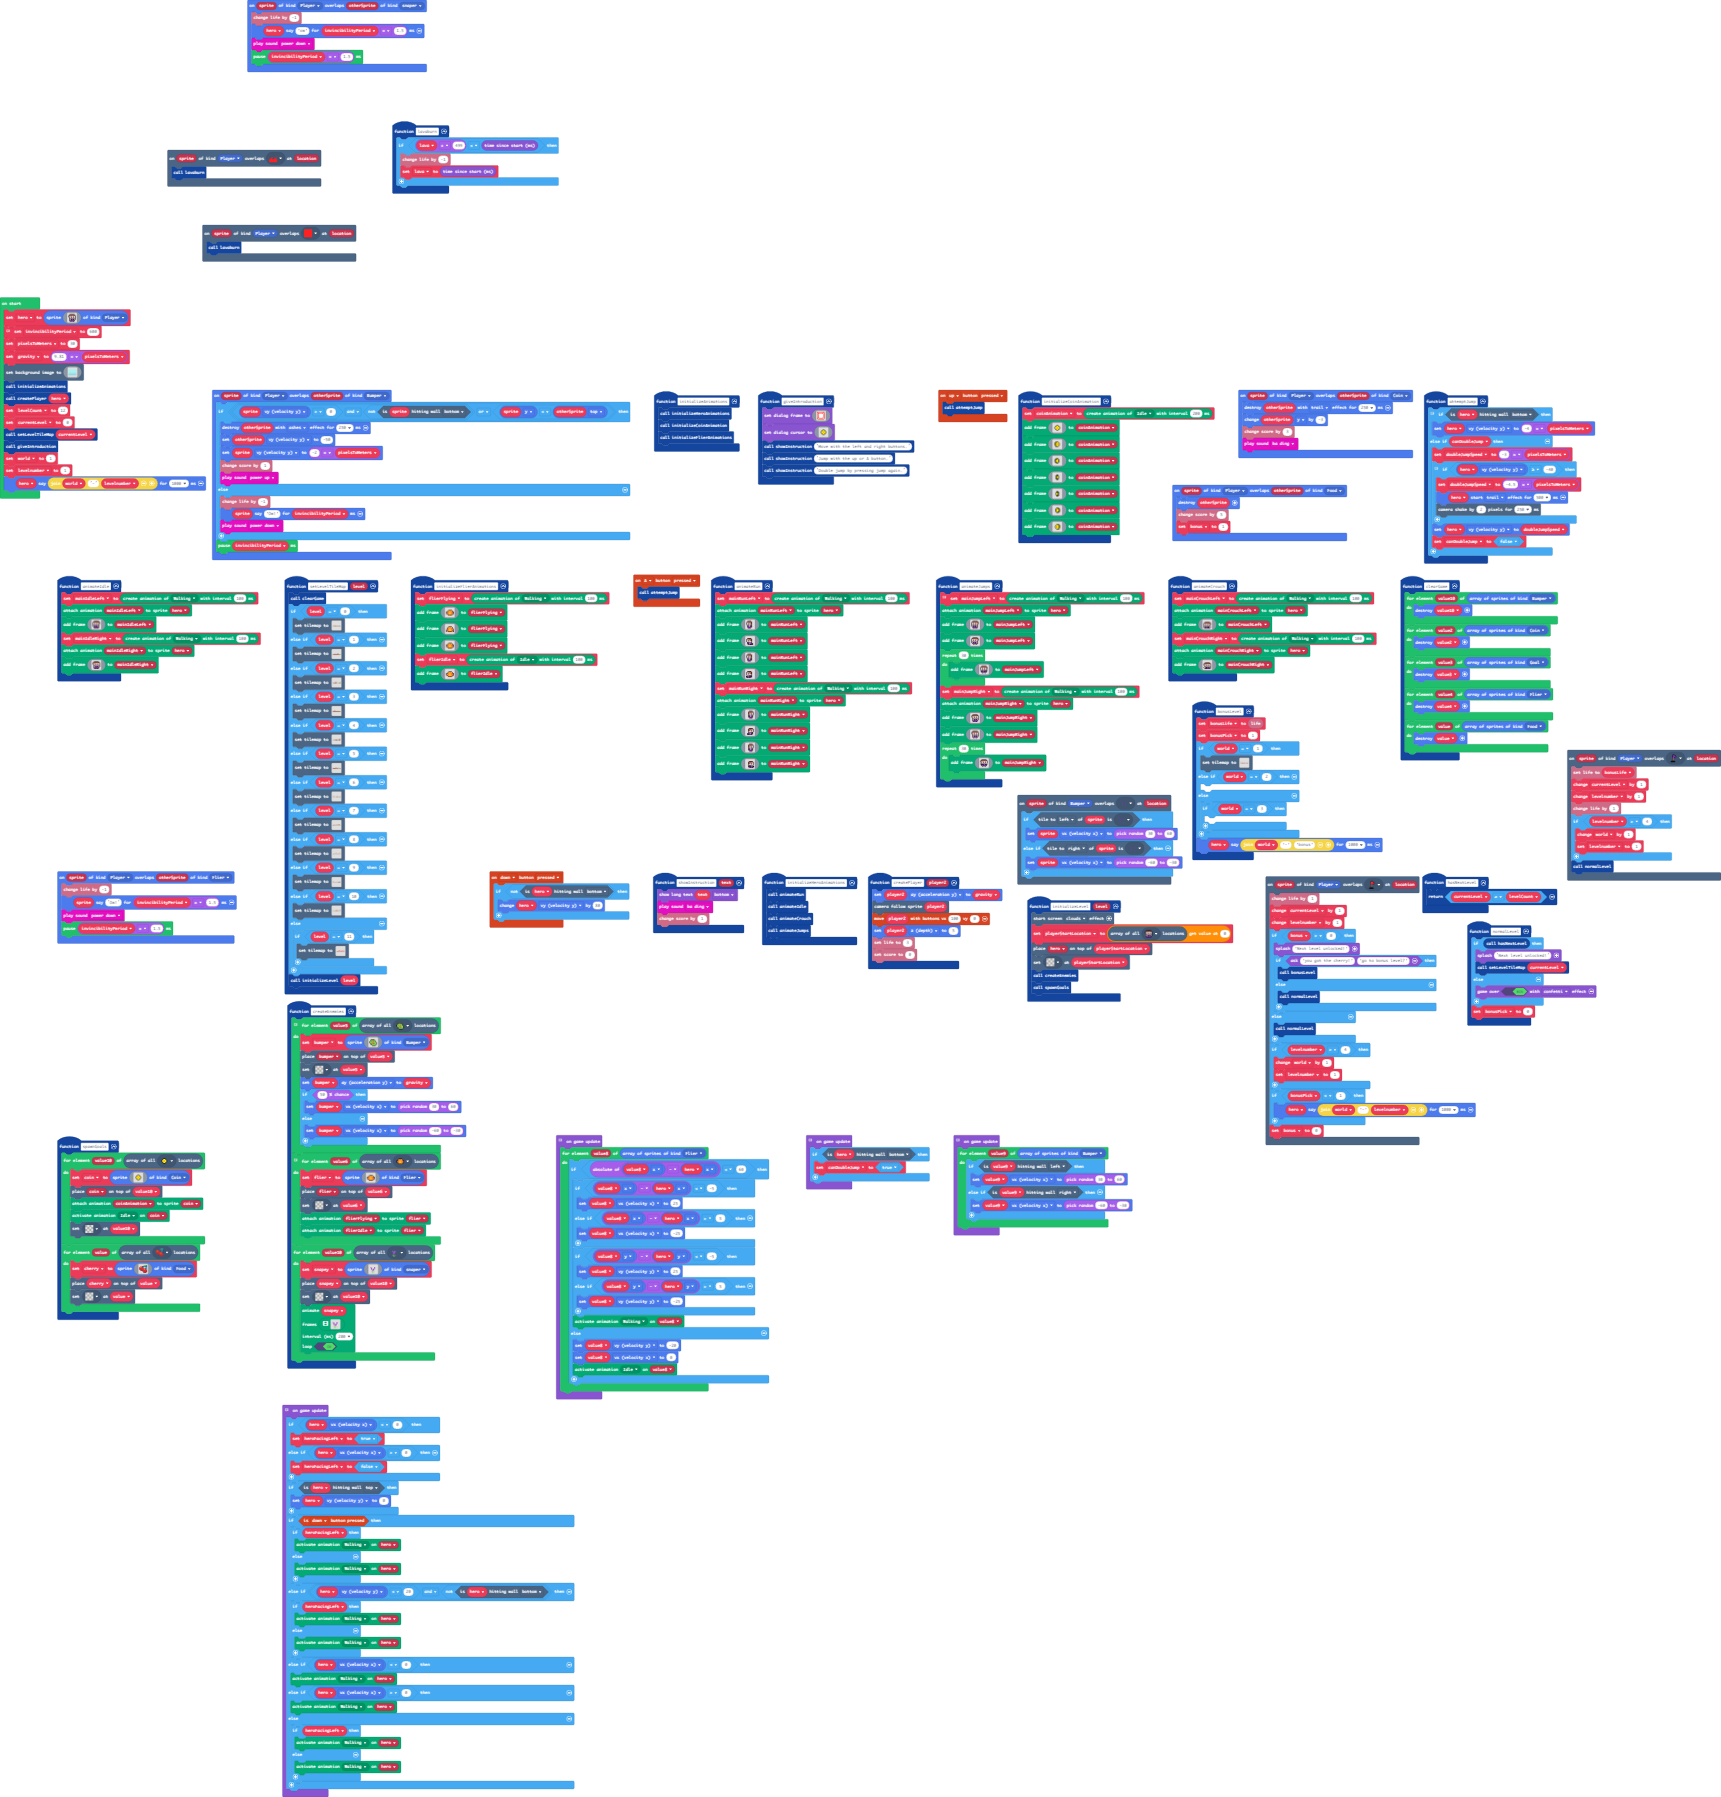 on sprite of kind Player overlaps otherSprite of kind snaper
change life by -1
hero say "Ow" for invincibilityPeriod × 1.5 ms
play sound power down
pause invincibilityPeriod × 1.5 ms
function lavaBurn
if lava + 400 < time since start (ms) then
change life by -1
set lava to time since start (ms)
on sprite of kind Player overlaps at location
call lavaBurn
on sprite of kind Player overlaps at location
call lavaBurn
on start
set hero to sprite of kind Player
set invincibilityPeriod to 600
set pixelsToMeters to 30
set gravity to 9.81 × pixelsToMeters
set background image to
call initializeAnimations
call createPlayer hero
set levelCount to
set currentLevel to 0
call setLevelTileMap currentLevel
call giveIntroduction
set world to 1
set levelnumber to 1
hero say join world "-" levelnumber for 1000 ms
on sprite of kind Player overlaps otherSprite of kind Bumper
if sprite vy (velocity y) > 0 and not is sprite hitting wall bottom or sprite y < otherSprite top then
destroy otherSprite with ashes effect for 250 ms
set otherSprite vy (velocity y) to -50
set sprite vy (velocity y) to -2 × pixelsToMeters
change score by 1
play sound power up
else
change life by -1
sprite say "Ow!" for invincibilityPeriod ms
play sound power down
pause invincibilityPeriod ms
function initializeAnimations
call initializeHeroAnimations
call initializeCoinAnimation
call initializeFlierAnimations
function giveIntroduction
set dialog frame to
set dialog cursor to
call showInstruction "Move with the left and right buttons."
call showInstruction "Jump with the up or A button."
call showInstruction "Double jump by pressing jump again."
on up button pressed
call attemptJump
function initializeCoinAnimation
set coinAnimation to create animation of Idle with interval 200 ms
add frame to coinAnimation
add frame to coinAnimation
add frame to coinAnimation
add frame to coinAnimation
add frame to coinAnimation
add frame to coinAnimation
add frame to coinAnimation
on sprite of kind Player overlaps otherSprite of kind Coin
destroy otherSprite with trail effect for 250 ms
change otherSprite y by -3
change score by 3
play sound ba ding
on sprite of kind Player overlaps otherSprite of kind Food
destroy otherSprite
change score by
set bonus to 1
function attemptJump
if is hero hitting wall bottom then
set hero vy (velocity y) to -4 × pixelsToMeters
else if canDoubleJump then
set doubleJumpSpeed to -3 × pixelsToMeters
if hero vy (velocity y) ≥ -40 then
set doubleJumpSpeed to -4.5 × pixelsToMeters
hero start trail effect for 500 ms
camera shake by 2 pixels for 250 ms
set hero vy (velocity y) to doubleJumpSpeed
set canDoubleJump to false
function animateIdle
set mainIdleLeft to create animation of Walking with interval 100 ms
attach animation mainIdleLeft to sprite hero
add frame to mainIdleLeft
set mainIdleRight to create animation of Walking with interval 100 ms
attach animation mainIdleRight to sprite hero
add frame to mainIdleRight
function setLevelTileMap level
call clearGame
if level = 0 then
set tilemap to
else if level = 1 then
set tilemap to
else if level = 2 then
set tilemap to
else if level = 3 then
set tilemap to
else if level = 4 then
set tilemap to
else if level = 5 then
set tilemap to
else if level = 6 then
set tilemap to
else if level = 7 then
set tilemap to
else if level = 8 then
set tilemap to
else if level = 9 then
set tilemap to
else if level = 10 then
set tilemap to
else
if level = 11 then
set tilemap to
call initializeLevel level
function initializeFlierAnimations
set flierFlying to create animation of Walking with interval 100 ms
add frame to flierFlying
add frame to flierFlying
add frame to flierFlying
set flierIdle to create animation of Idle with interval 100 ms
add frame to flierIdle
on A button pressed
call attemptJump
function animateRun
set mainRunLeft to create animation of Walking with interval 100 ms
attach animation mainRunLeft to sprite hero
add frame to mainRunLeft
add frame to mainRunLeft
add frame to mainRunLeft
add frame to mainRunLeft
set mainRunRight to create animation of Walking with interval 100 ms
attach animation mainRunRight to sprite hero
add frame to mainRunRight
add frame to mainRunRight
add frame to mainRunRight
add frame to mainRunRight
function animateJumps
set mainJumpLeft to create animation of Walking with interval 100 ms
attach animation mainJumpLeft to sprite hero
add frame to mainJumpLeft
add frame to mainJumpLeft
repeat 30 times
do
add frame to mainJumpLeft
set mainJumpRight to create animation of Walking with interval 100 ms
attach animation mainJumpRight to sprite hero
add frame to mainJumpRight
add frame to mainJumpRight
repeat 30 times
do
add frame to mainJumpRight
function animateCrouch
set mainCrouchLeft to create animation of Walking with interval 100 ms
attach animation mainCrouchLeft to sprite hero
add frame to mainCrouchLeft
set mainCrouchRight to create animation of Walking with interval 100 ms
attach animation mainCrouchRight to sprite hero
add frame to mainCrouchRight
function clearGame
for element of array of sprites of kind Bumper
do destroy
for element of array of sprites of kind Coin
do destroy
for element of array of sprites of kind Goal
do destroy
for element of array of sprites of kind Flier
do destroy
for element value of array of sprites of kind Food
do destroy value
function bonusLevel
set bonusLife to life
set bonusPick to 1
if world = 1 then
set tilemap to
else if world = 2 then
else
if world = 3 then
hero say join world "-" "bonus" for 1000 ms
on sprite of kind Player overlaps at location
set life to bonusLife
change currentLevel by 1
change levelnumber by 1
change life by 1
if levelnumber = then
change world by 1
set levelnumber to 1
call normalLevel
on sprite of kind Bumper overlaps at location
if tile to left of sprite is then
set sprite vx (velocity x) to pick random 30 to 60
else if tile to right of sprite is then
set sprite vx (velocity x) to pick random -60 to -30
on sprite of kind Player overlaps otherSprite of kind Flier
change life by -1
sprite say "Ow!" for invincibilityPeriod × 1.5 ms
play sound power down
pause invincibilityPeriod × 1.5 ms
on down button pressed
if not is hero hitting wall bottom then
change hero vy (velocity y) by 80
function showInstruction text
show long text text bottom
play sound ba ding
change score by 1
function initializeHeroAnimations
call animateRun
call animateIdle
call animateCrouch
call animateJumps
function createPlayer player2
set player2 ay (acceleration y) to gravity
camera follow sprite player2
move player2 with buttons vx 100 vy 0
set player2 z (depth) to 5
set life to 3
set score to 0
function initializeLevel level
start screen clouds effect
set playerStartLocation to array of all locations get value at 0
place hero on top of playerStartLocation
set at playerStartLocation
call createEnemies
call spawnGoals
on sprite of kind Player overlaps at location
change life by 1
change currentLevel by 1
change levelnumber by 1
if bonus = then
splash "Next level unlocked!"
if ask "you got the cherry!" "go to bonus level?" then
call bonusLevel
else
call normalLevel
else
call normalLevel
if levelnumber = then
change world by 1
set levelnumber to 1
if bonusPick = then
hero say join world "-" levelnumber for 1000 ms
set bonus to 0
function hasNextLevel
return currentLevel levelCount
function normalLevel
if call hasNextLevel then
splash "Next level unlocked!"
call setLevelTileMap currentLevel
else
game over with confetti effect
set bonusPick to 0
function createEnemies
for element of array of all locations
do
set bumper to sprite of kind Bumper
place bumper on top of
set at
set bumper ay (acceleration y) to gravity
if 50 % chance then
set bumper vx (velocity x) to pick random 30 to 60
else
set bumper vx (velocity x) to pick random -60 to -30
for element of array of all locations
do
set flier to sprite of kind Flier
place flier on top of
set at
attach animation flierFlying to sprite flier
attach animation flierIdle to sprite flier
for element value10 of array of all locations
do
set snapey to sprite of kind snaper
place snapey on top of value10
set at value10
animate snapey
frames
interval (ms) 200
loop
function spawnGoals
for element value10 of array of all locations
do
set coin to sprite of kind Coin
place coin on top of value10
attach animation coinAnimation to sprite coin
activate animation Idle on coin
set at value10
for element value of array of all locations
do
set cherry to sprite of kind Food
place cherry on top of value
set at value
on game update
for element of array of sprites of kind Flier
do
if absolute of x - hero x < 60 then
if x - hero x < -5 then
set vx (velocity x) to 25
else if x - hero x > 5 then
set vx (velocity x) to -25
if y - hero y < -5 then
set vy (velocity y) to 25
else if y - hero y > 5 then
set vy (velocity y) to -25
activate animation Walking on
else
set vy (velocity y) to -20
set vx (velocity x) to 0
activate animation Idle on
on game update
if is hero hitting wall bottom then
set canDoubleJump to true
on game update
for element of array of sprites of kind Bumper
do
if is hitting wall left then
set vx (velocity x) to pick random 30 to 60
else if is hitting wall right then
set vx (velocity x) to pick random -60 to -30
on game update
if hero vx (velocity x) < 0 then
set heroFacingLeft to true
else if hero vx (velocity x) > 0 then
set heroFacingLeft to false
if is hero hitting wall top then
set hero vy (velocity y) to 0
if is down button pressed then
if heroFacingLeft then
activate animation Walking on hero
else
activate animation Walking on hero
else if hero vy (velocity y) < 20 and not is hero hitting wall bottom then
if heroFacingLeft then
activate animation Walking on hero
else
activate animation Walking on hero
else if hero vx (velocity x) < 0 then
activate animation Walking on hero
else if hero vx (velocity x) > 0 then
activate animation Walking on hero
else
if heroFacingLeft then
activate animation Walking on hero
else
activate animation Walking on hero